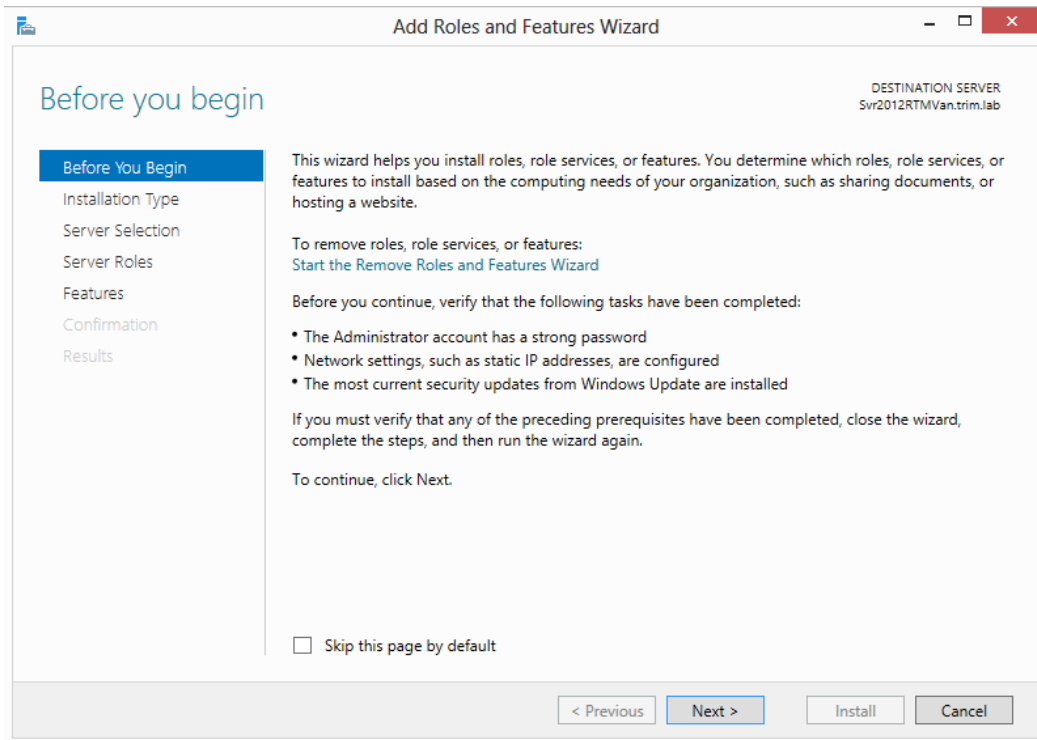 Add Roles and Features Wizard
Before you begin
DESTINATION SERVER
Svr2012RTMVan.trim.lab
Before You Begin
Installation Type
Server Selection
Server Roles
Features
Confirmation
Results
This wizard helps you install roles, role services, or features. You determine which roles, role services, or
features to install based on the computing needs of your organization, such as sharing documents, or
hosting a website.
To remove roles, role services, or features:
Start the Remove Roles and Features Wizard
Before you continue, verify that the following tasks have been completed:
• The Administrator account has a strong password
• Network settings, such as static IP addresses, are configured
• The most current security updates from Windows Update are installed
If you must verify that any of the preceding prerequisites have been completed, close the wizard,
complete the steps, and then run the wizard again.
To continue, click Next.
Skip this page by default
< Previous
Next >
Install
Cancel